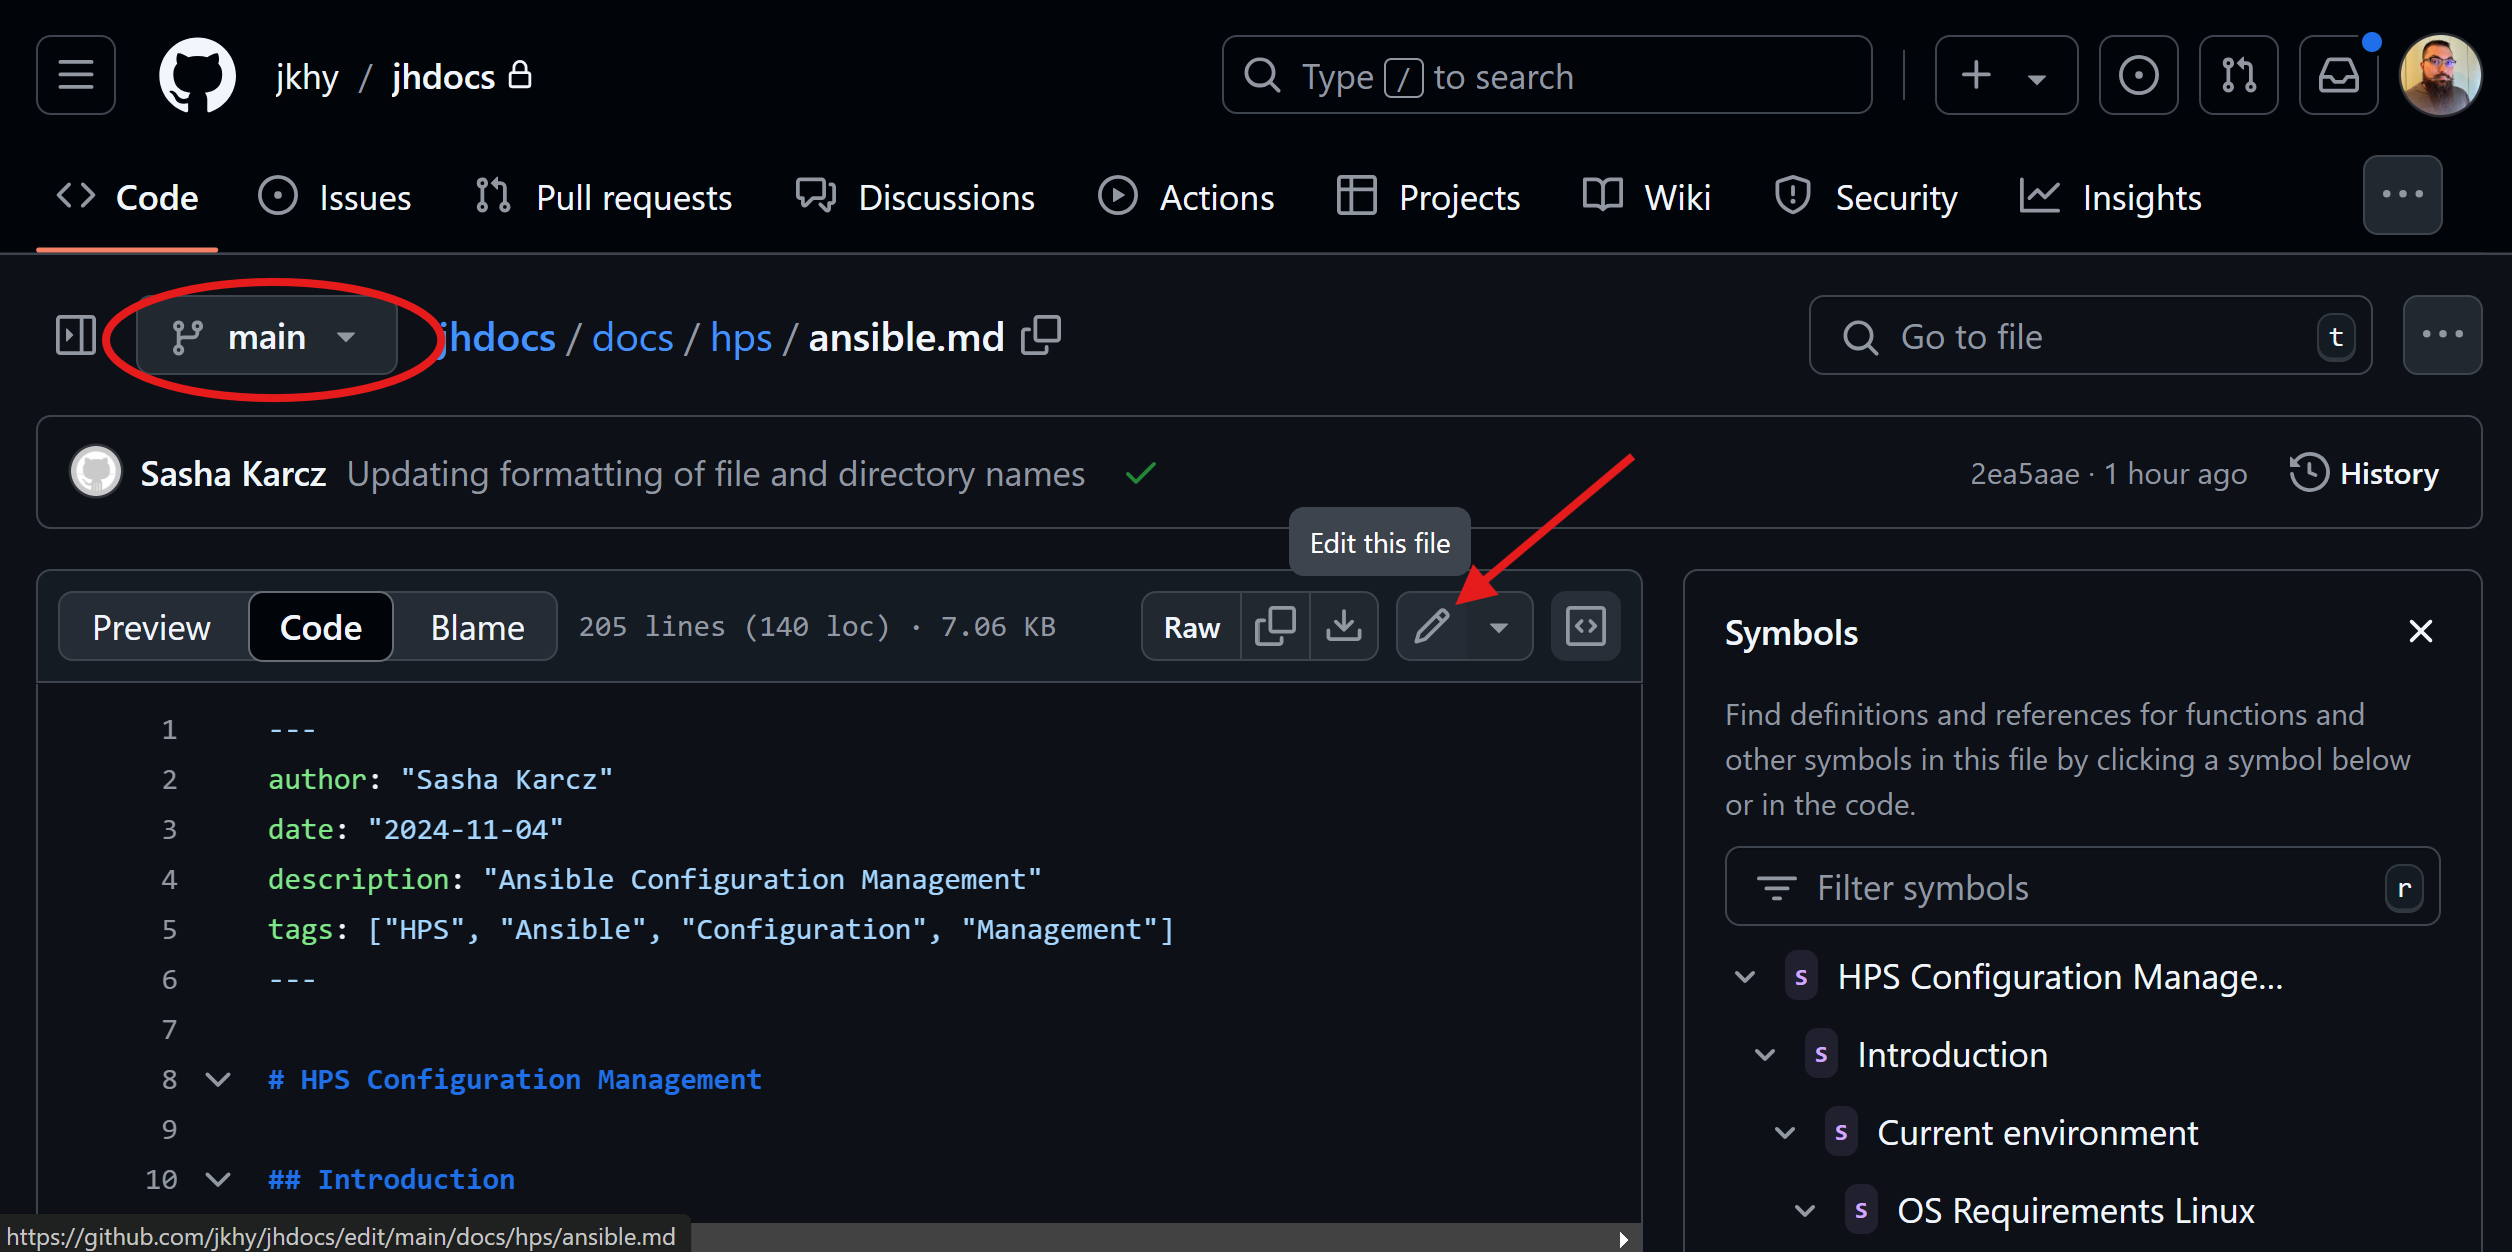 jkhy / jhdocs
Type / to search
Code Issues Pull requests Discussions Actions Projects Wiki Security Insights
main
jhdocs / docs / hps / ansible.md
Go to file t
Sasha Karcz Updating formatting of file and directory names
2ea5aae · 1 hour ago History
Edit this file
Preview Code Blame 205 lines (140 loc) · 7.06 KB Raw
1 ---
2 author: "Sasha Karcz"
3 date: "2024-11-04"
4 description: "Ansible Configuration Management"
5 tags: ["HPS", "Ansible", "Configuration", "Management"]
6 ---
7
8 # HPS Configuration Management
9
10 ## Introduction
Symbols
Find definitions and references for functions and
other symbols in this file by clicking a symbol below
or in the code.
Filter symbols r
S HPS Configuration Manage...
S Introduction
S Current environment
S OS Requirements Linux
https://github.com/jkhy/jhdocs/edit/main/docs/hps/ansible.md